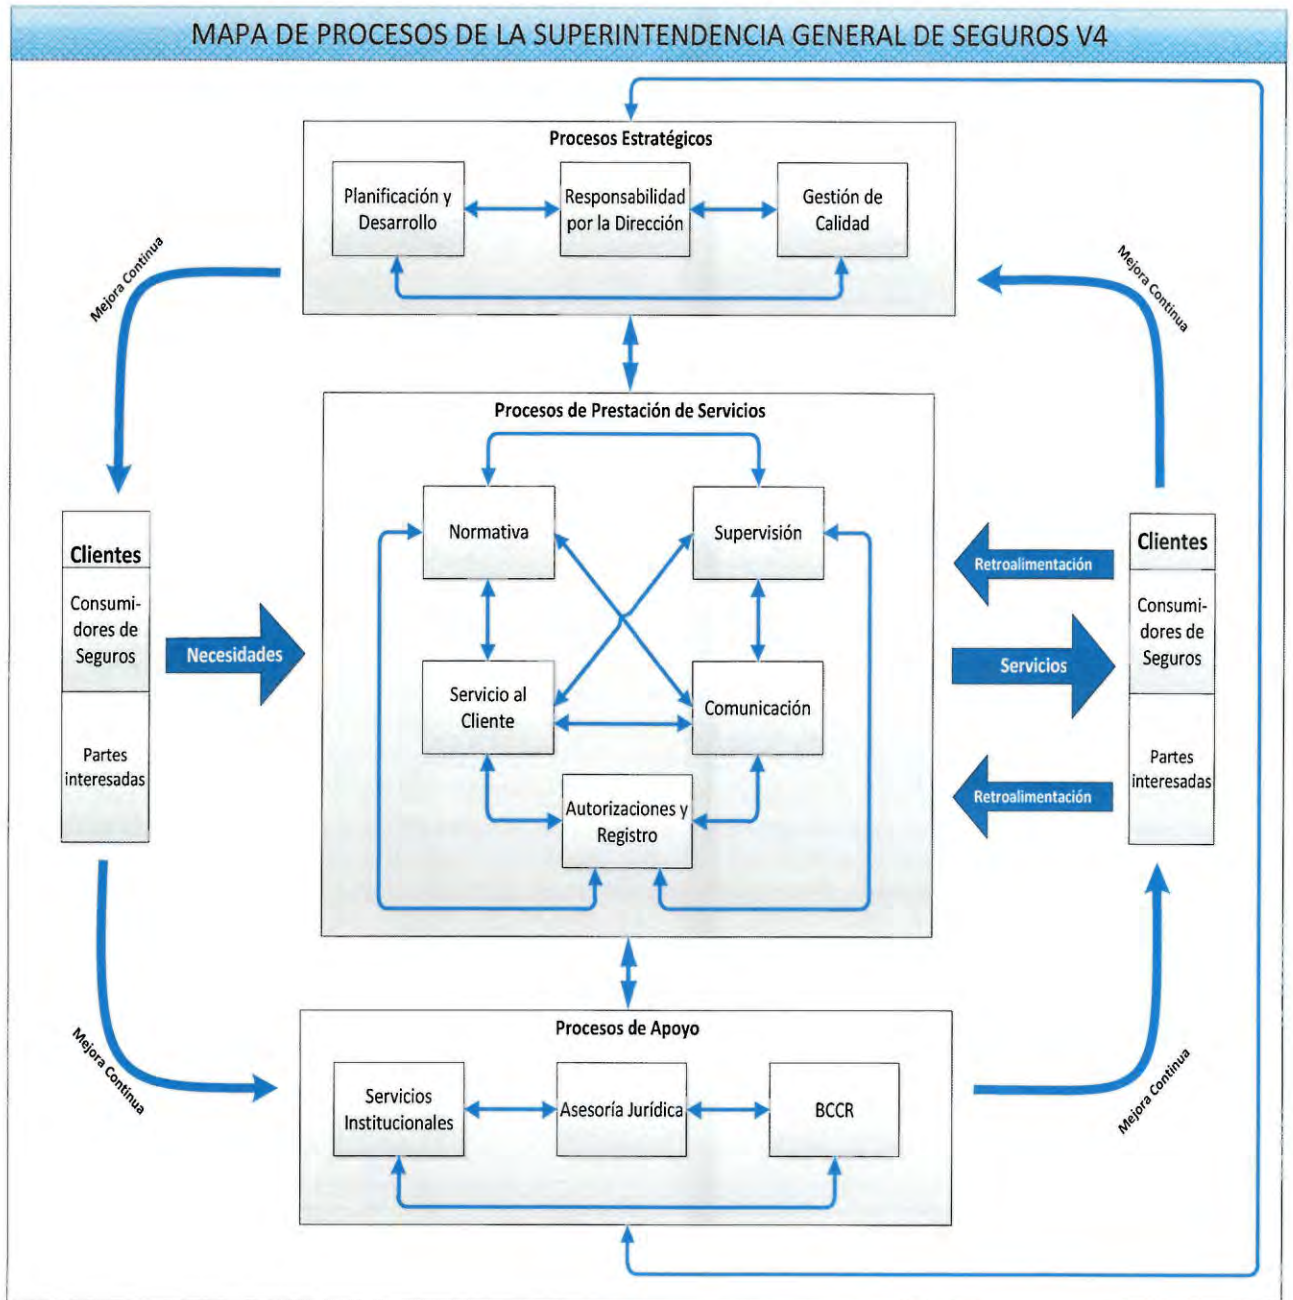 MAPA DE PROCESOS DE LA SUPERINTENDENCIA GENERAL DE SEGUROS V4
Procesos Estratégicos
Planificación y
Desarrollo
Responsabilidad
por la Dirección
Gestión de
Calidad
Mejora Continua
Mejora Continua
Procesos de Prestación de Servicios
Normativa
Supervisión
Servicio al
Cliente
Comunicación
Autorizaciones y
Registro
Clientes
Consumi-
dores de
Seguros
Partes
interesadas
Necesidades
Retroalimentación
Servicios
Retroalimentación
Clientes
Consumi-
dores de
Seguros
Partes
interesadas
Mejora Continua
Mejora Continua
Procesos de Apoyo
Servicios
Institucionales
Asesoría Jurídica
BCCR